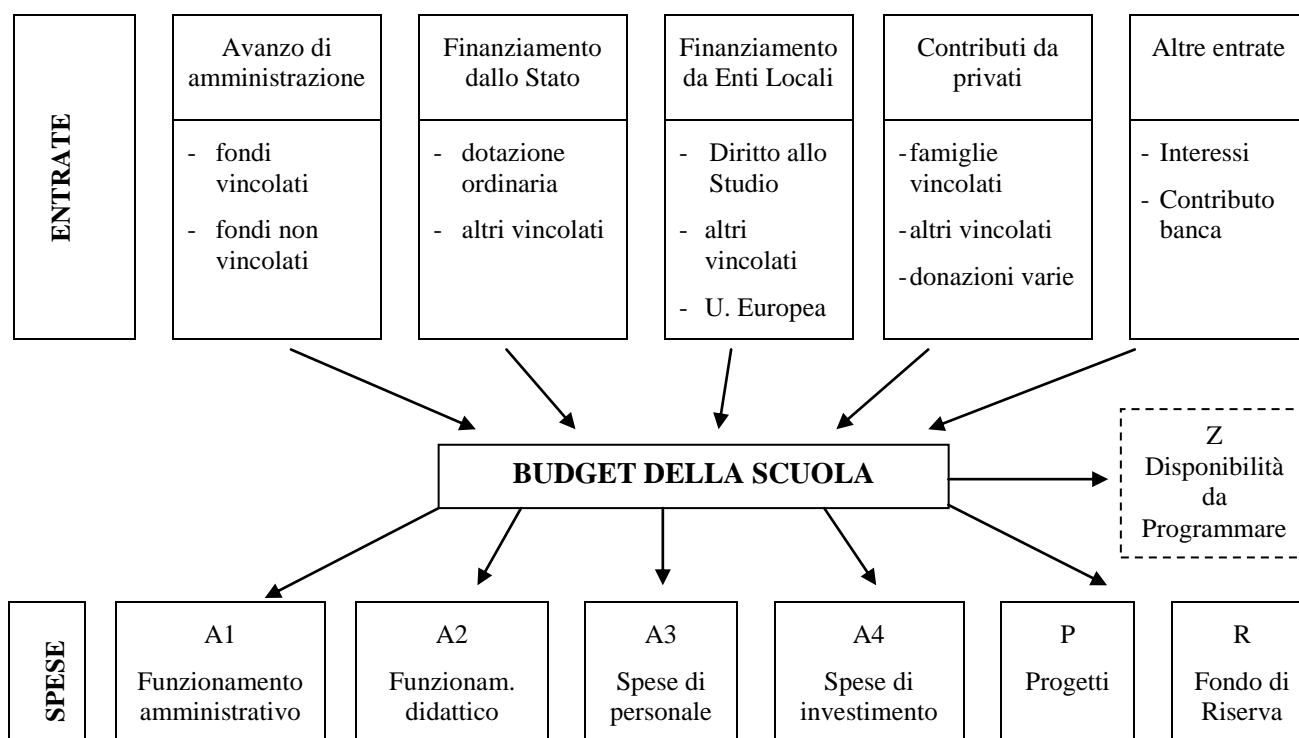 ENTRATE
Avanzo di
amministrazione
- fondi
vincolati
- fondi non
vincolati
Finanziamento
dallo Stato
- dotazione
ordinaria
- altri vincolati
Finanziamento
da Enti Locali
- Diritto allo
Studio
- altri
vincolati
- U. Europea
Contributi da
privati
-famiglie
vincolati
-altri vincolati
-donazioni varie
Altre entrate
- Interessi
- Contributo
banca
BUDGET DELLA SCUOLA
Z
Disponibilità
da
Programmare
SPESE
A1
Funzionamento
amministrativo
A2
Funzionam.
didattico
A3
Spese di
personale
A4
Spese di
investimento
P
Progetti
R
Fondo di
Riserva